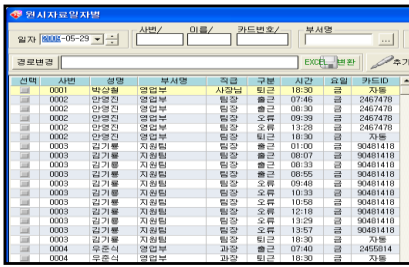 원시자료일자별
일자 2008-05-29 사번/ 이름/ 카드번호/ 부서명 ...
경로변경 EXCEL변환 추가
선택 사번 성명 부서명 직급 구분 시간 요일 카드ID
0001 박상철 영업부 사장님 퇴근 18:30 금 자동
0002 안영진 영업부 팀장 출근 07:46 금 2467478
0002 안영진 영업부 팀장 출근 08:30 금 2467478
0002 안영진 영업부 팀장 오류 09:39 금 2467478
0002 안영진 영업부 팀장 오류 13:28 금 2467478
0002 안영진 영업부 팀장 퇴근 18:30 금 자동
0003 김기룡 지원팀 팀장 출근 01:00 금 90481418
0003 김기룡 지원팀 팀장 출근 08:07 금 90481418
0003 김기룡 지원팀 팀장 출근 08:33 금 90481418
0003 김기룡 지원팀 팀장 출근 08:55 금 90481418
0003 김기룡 지원팀 팀장 오류 09:48 금 90481418
0003 김기룡 지원팀 팀장 오류 10:33 금 90481418
0003 김기룡 지원팀 팀장 오류 10:58 금 90481418
0003 김기룡 지원팀 팀장 오류 12:18 금 90481418
0003 김기룡 지원팀 팀장 오류 13:29 금 90481418
0003 김기룡 지원팀 팀장 오류 13:57 금 90481418
0003 김기룡 지원팀 팀장 퇴근 18:30 금 자동
0004 우준식 영업부 과장 출근 07:40 금 2455814
0004 우준식 영업부 과장 퇴근 18:30 금 자동